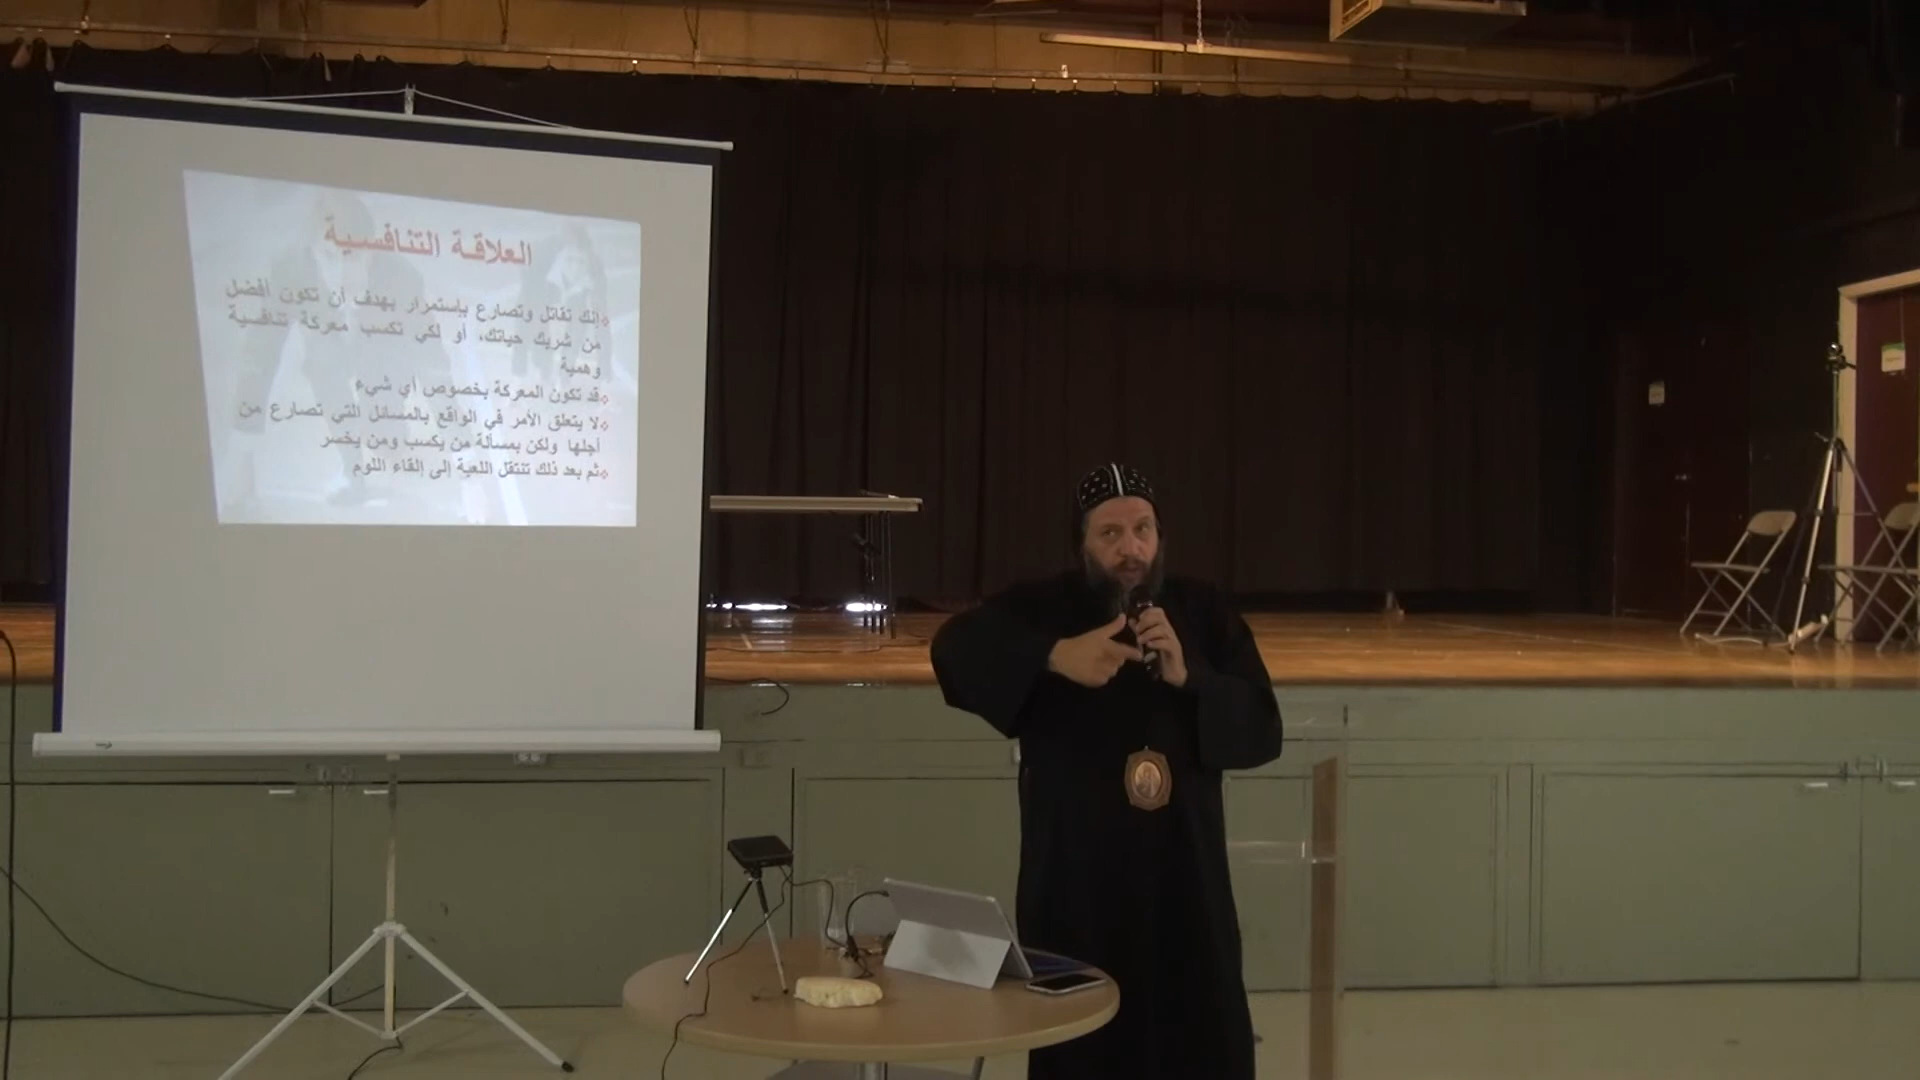 العلاقة التنافسية
إنك تقاتل وتصارع بإستمرار بهدف أن تكون أفضل
من شريك حياتك، أو لكي تكسب معركة تنافسية
وهمية
قد تكون المعركة بخصوص أي شيء
لا يتعلق الأمر في الواقع بالمسائل التي تصارع من
أجلها ولكن بمسألة من يكسب ومن يخسر
ثم بعد ذلك تنتقل اللعبة إلى إلقاء اللوم